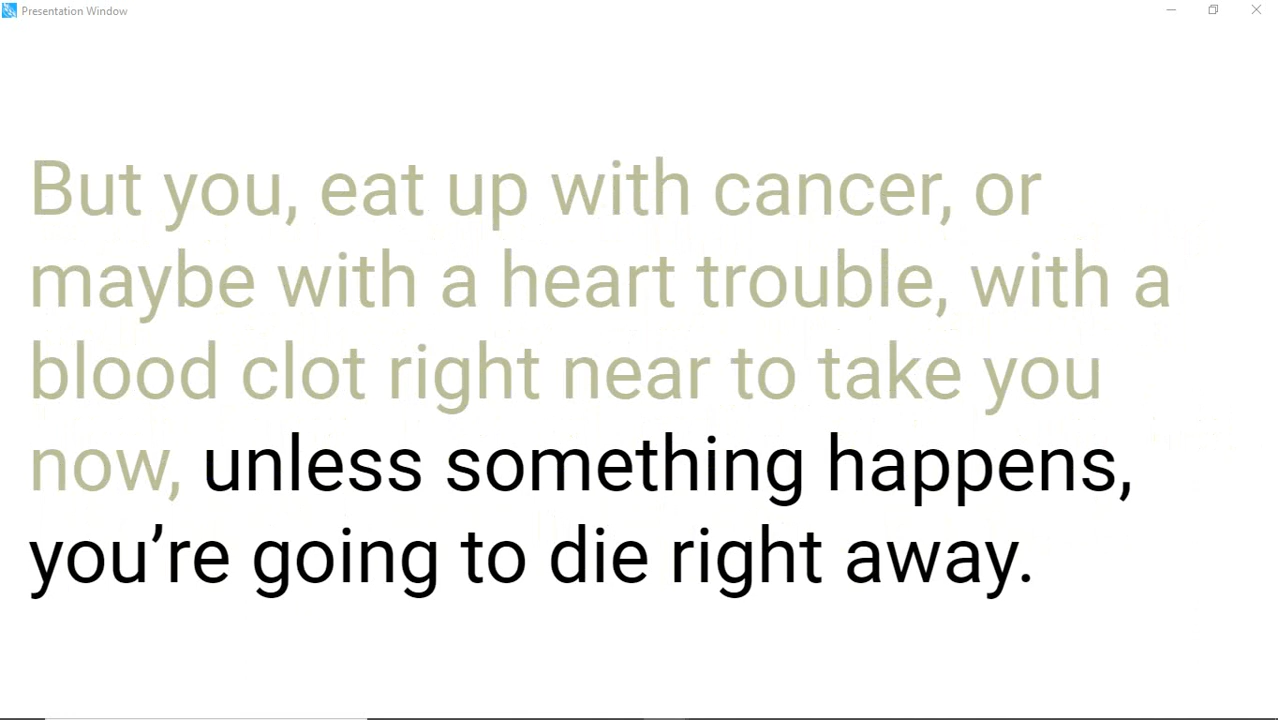 Presentation Window
But you, eat up with cancer, or
maybe with a heart trouble, with a
blood clot right near to take you
now, unless something happens,
you’re going to die right away.